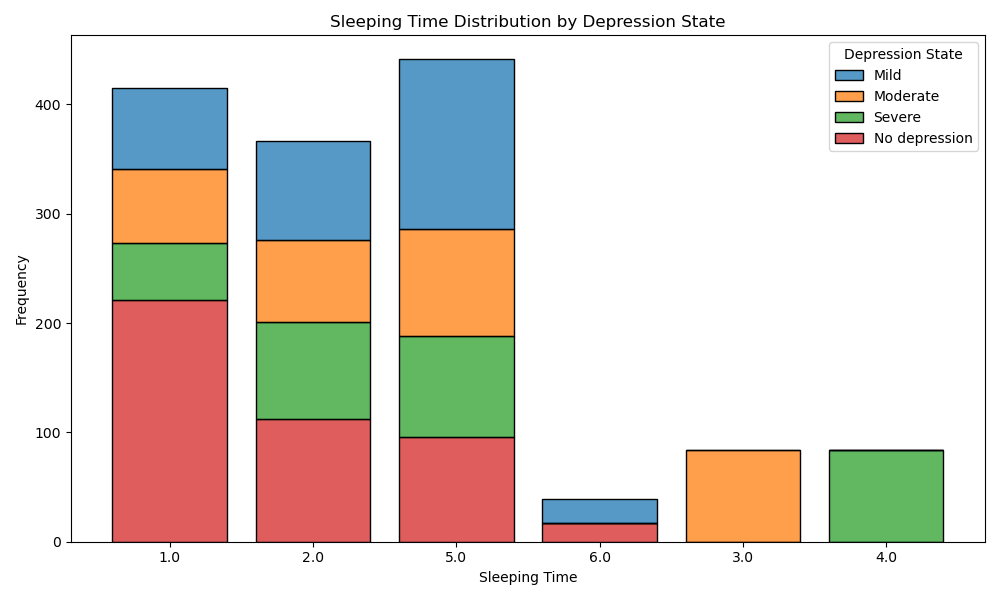 Sleeping Time Distribution by Depression State
Depression State
Mild
Moderate
Severe
No depression
Frequency
400
300
200
100
0
1.0 2.0 5.0 6.0 3.0 4.0
Sleeping Time